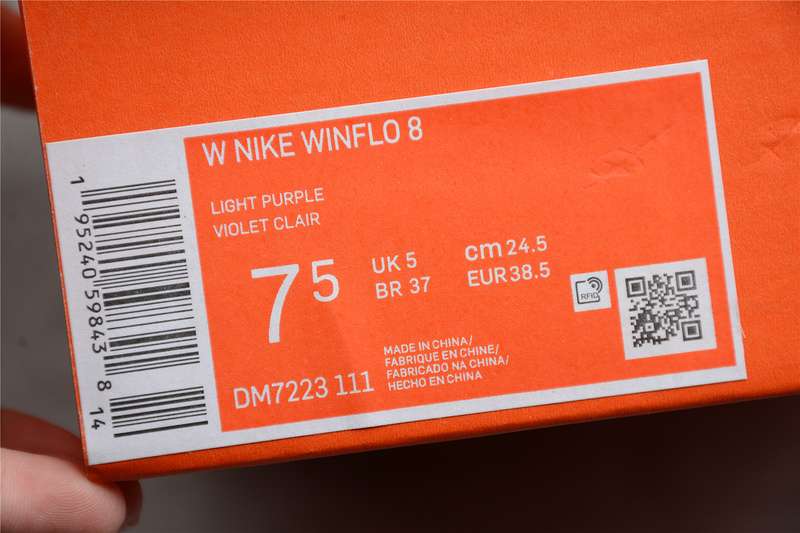 W NIKE WINFLO 8
LIGHT PURPLE
VIOLET CLAIR
7 5
UK 5
BR 37
cm 24.5
EUR 38.5
RFID
MADE IN CHINA/
FABRIQUE EN CHINE/
FABRICADO NA CHINA/
HECHO EN CHINA
DM7223 111
1 95240 59843 8 14